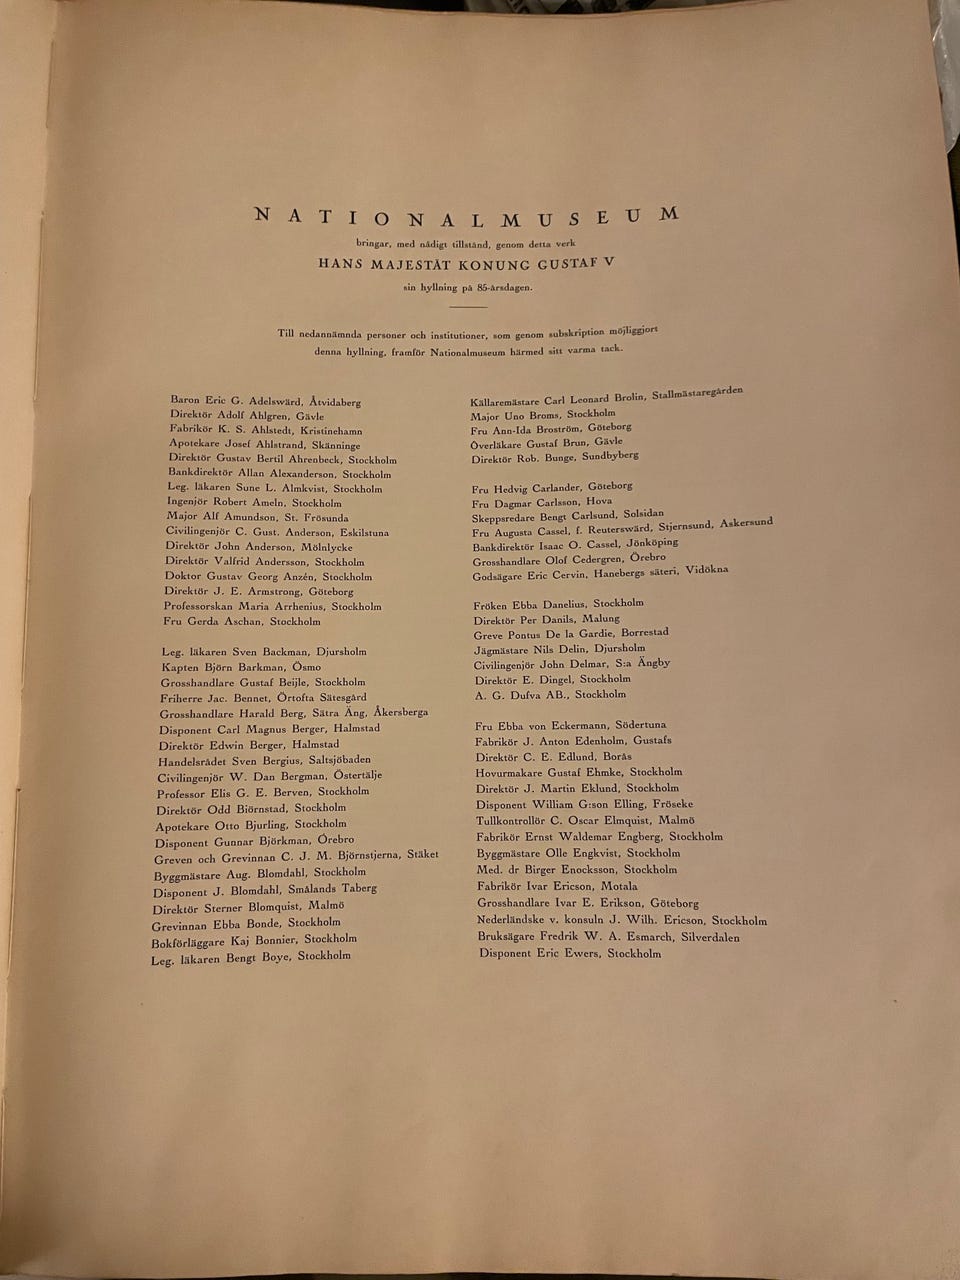 NATIONALMUSEUM
bringar, med nådigt tillstånd, genom detta verk
HANS MAJESTÄT KONUNG GUSTAF V
sin hyllning på 85-årsdagen.
Till nedannämnda personer och institutioner, som genom subskription möjliggjort
denna hyllning, framför Nationalmuseum härmed sitt varma tack.
Baron Eric G. Adelswärd, Åtvidaberg
Direktör Adolf Ahlgren, Gävle
Fabrikör K. S. Ahlstedt, Kristinehamn
Apotekare Josef Ahlstrand, Skänninge
Direktör Gustav Bertil Ahrenbeck, Stockholm
Bankdirektör Allan Alexanderson, Stockholm
Leg. läkaren Sune L. Almkvist, Stockholm
Ingenjör Robert Ameln, Stockholm
Major Alf Amundson, St. Frösunda
Civilingenjör C. Gust. Anderson, Eskilstuna
Direktör John Anderson, Mölnlycke
Direktör Valfrid Andersson, Stockholm
Doktor Gustav Georg Anzén, Stockholm
Direktör J. E. Armstrong, Göteborg
Professorskan Maria Arrhenius, Stockholm
Fru Gerda Aschan, Stockholm
Leg. läkaren Sven Backman, Djursholm
Kapten Björn Barkman, Ösmo
Grosshandlare Gustaf Beijle, Stockholm
Friherre Jac. Bennet, Örtofta Sätesgård
Grosshandlare Harald Berg, Sätra Äng, Åkersberga
Disponent Carl Magnus Berger, Halmstad
Direktör Edwin Berger, Halmstad
Handelsrådet Sven Bergius, Saltsjöbaden
Civilingenjör W. Dan Bergman, Östertälje
Professor Elis G. E. Berven, Stockholm
Direktör Odd Biörnstad, Stockholm
Apotekare Otto Bjurling, Stockholm
Disponent Gunnar Björkman, Örebro
Greven och Grevinnan C. J. M. Björnstjerna, Stäket
Byggmästare Aug. Blomdahl, Stockholm
Disponent J. Blomdahl, Smålands Taberg
Direktör Sterner Blomquist, Malmö
Grevinnan Ebba Bonde, Stockholm
Bokförläggare Kaj Bonnier, Stockholm
Leg. läkaren Bengt Boye, Stockholm
Källaremästare Carl Leonard Brolin, Stallmästaregården
Major Uno Broms, Stockholm
Fru Ann-Ida Broström, Göteborg
Överläkare Gustaf Brun, Gävle
Direktör Rob. Bunge, Sundbyberg
Fru Hedvig Carlander, Göteborg
Fru Dagmar Carlsson, Hova
Skeppsredare Bengt Carlsund, Solsidan
Fru Augusta Cassel, f. Reuterswärd, Stjernsund, Askersund
Bankdirektör Isaac O. Cassel, Jönköping
Grosshandlare Olof Cedergren, Örebro
Godsägare Eric Cervin, Hanebergs säteri, Vidökna
Fröken Ebba Danelius, Stockholm
Direktör Per Danils, Malung
Greve Pontus De la Gardie, Borrestad
Jägmästare Nils Delin, Djursholm
Civilingenjör John Delmar, S:a Ängby
Direktör E. Dingel, Stockholm
A. G. Dufva AB., Stockholm
Fru Ebba von Eckermann, Södertuna
Fabrikör J. Anton Edenholm, Gustafs
Direktör C. E. Edlund, Borås
Hovurmakare Gustaf Ehmke, Stockholm
Direktör J. Martin Eklund, Stockholm
Disponent William G:son Elling, Fröseke
Tullkontrollör C. Oscar Elmquist, Malmö
Fabrikör Ernst Waldemar Engberg, Stockholm
Byggmästare Olle Engkvist, Stockholm
Med. dr Birger Enocksson, Stockholm
Fabrikör Ivar Ericson, Motala
Grosshandlare Ivar E. Erikson, Göteborg
Nederländske v. konsuln J. Wilh. Ericson, Stockholm
Bruksägare Fredrik W. A. Esmarch, Silverdalen
Disponent Eric Ewers, Stockholm